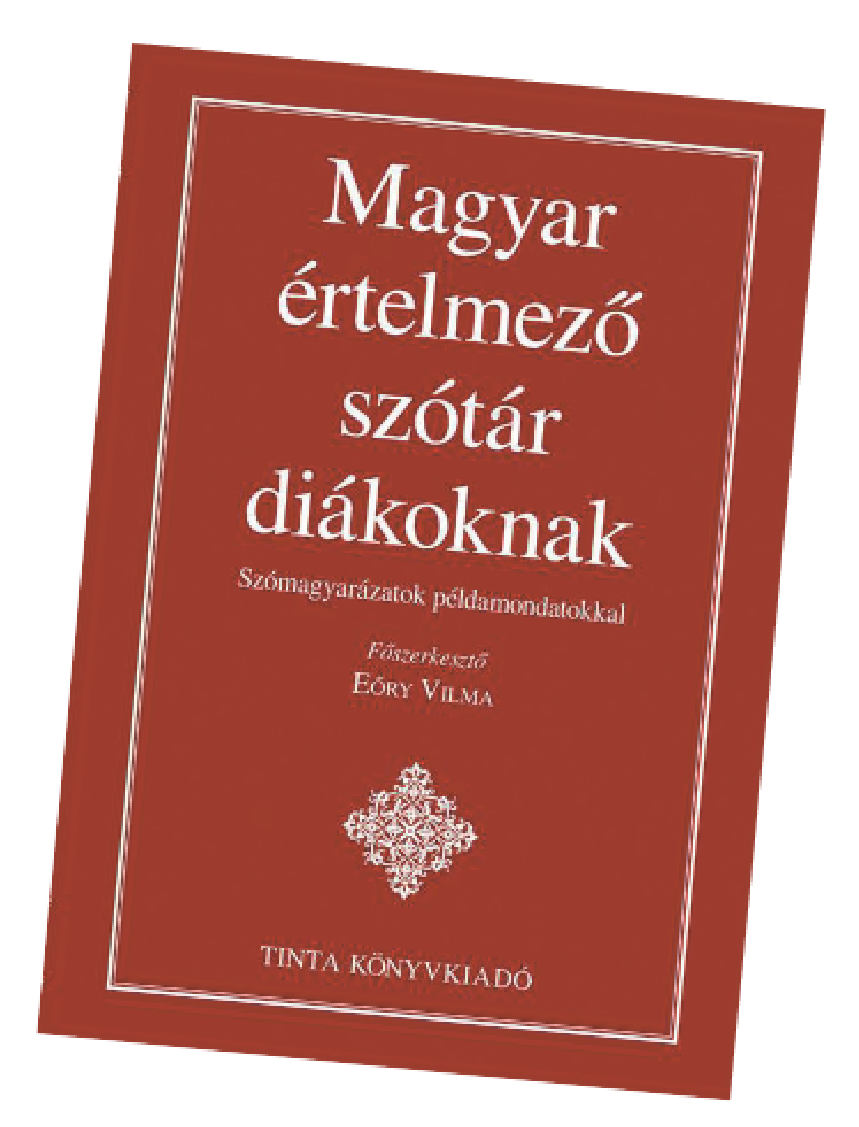 Magyar
értelmező
szótár
diákoknak
Szómagyarázatok példamondatokkal
Főszerkesztő
Eőry Vilma
TINTA KÖNYVKIADÓ